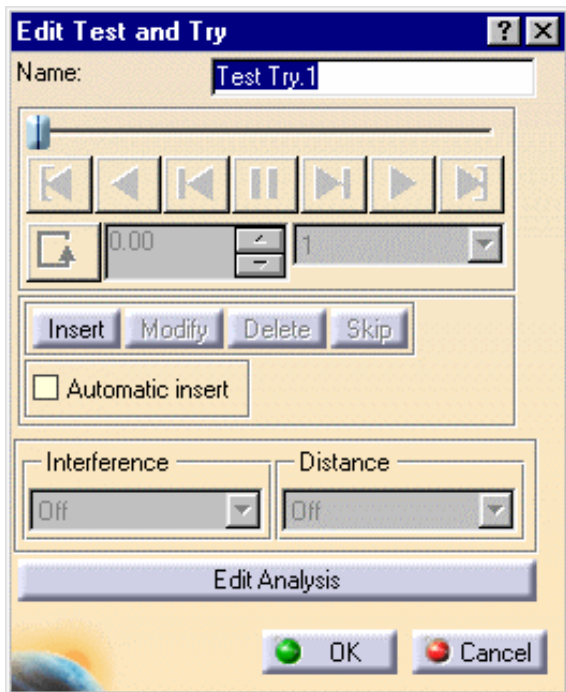 Edit Test and Try
Name: Test Try.1
0.00 1
Insert Modify Delete Skip
Automatic insert
Interference Distance
Off Off
Edit Analysis
OK Cancel